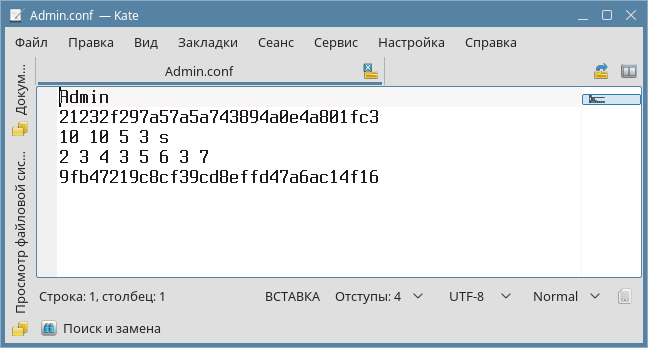 Admin.conf — Kate
Файл Правка Вид Закладки Сеанс Сервис Настройка Справка
Докум...
Просмотр файловой сис...
Admin.conf
Admin
21232f297a57a5a743894a0e4a801fc3
10 10 5 3 s
2 3 4 3 5 6 3 7
9fb47219c8cf39cd8effd47a6ac14f16
Строка: 1, столбец: 1 ВСТАВКА Отступы: 4 UTF-8 Normal
Поиск и замена